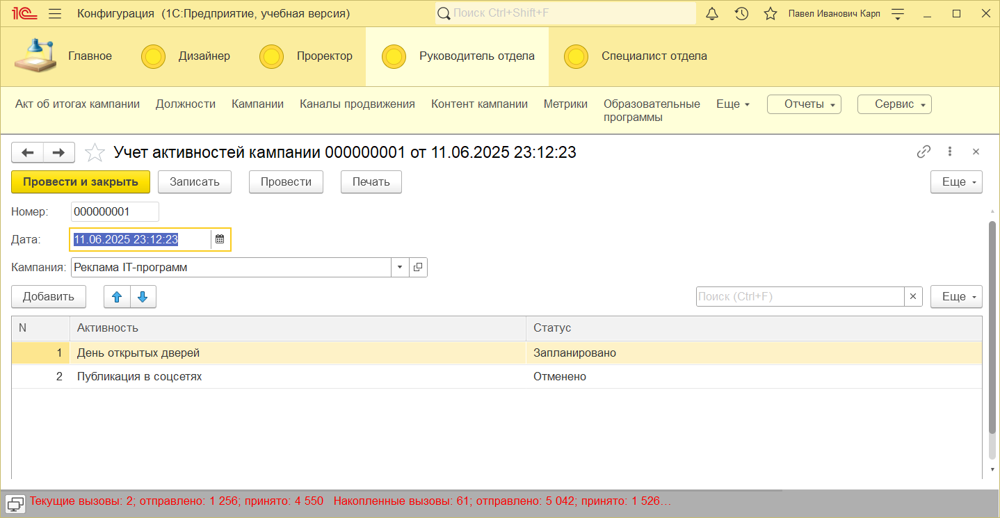 1С Конфигурация (1С:Предприятие, учебная версия) Поиск Ctrl+Shift+F Павел Иванович Карп
Главное Дизайнер Проректор Руководитель отдела Специалист отдела
Акт об итогах кампании Должности Кампании Каналы продвижения Контент кампании Метрики Образовательные программы Еще Отчеты Сервис
Учет активностей кампании 000000001 от 11.06.2025 23:12:23
Провести и закрыть Записать Провести Печать Еще
Номер: 000000001
Дата: 11.06.2025 23:12:23
Кампания: Реклама IT-программ
Добавить Поиск (Ctrl+F) Еще
N Активность Статус
1 День открытых дверей Запланировано
2 Публикация в соцсетях Отменено
Текущие вызовы: 2; отправлено: 1 256; принято: 4 550 Накопленные вызовы: 61; отправлено: 5 042; принято: 1 526…